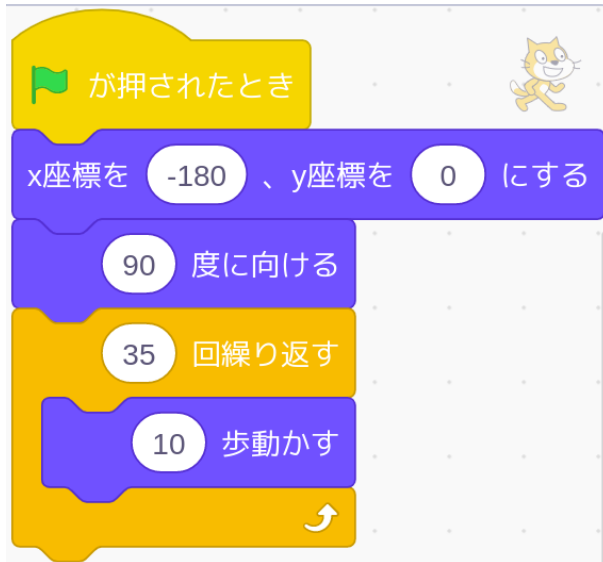 が押されたとき
x座標を -180 、y座標を 0 にする
90 度に向ける
35 回繰り返す
10 歩動かす